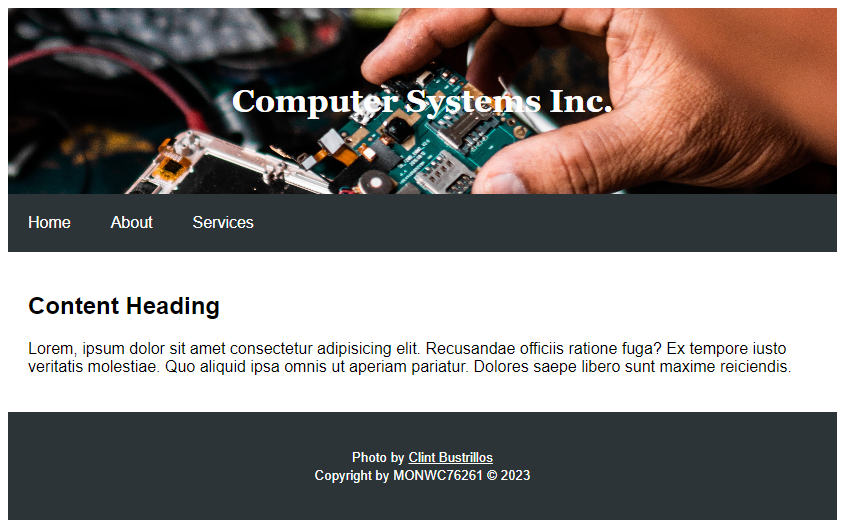 Computer Systems Inc.
Home About Services
Content Heading
Lorem, ipsum dolor sit amet consectetur adipisicing elit. Recusandae officiis ratione fuga? Ex tempore iusto
veritatis molestiae. Quo aliquid ipsa omnis ut aperiam pariatur. Dolores saepe libero sunt maxime reiciendis.
Photo by Clint Bustrillos
Copyright by MONWC76261 © 2023